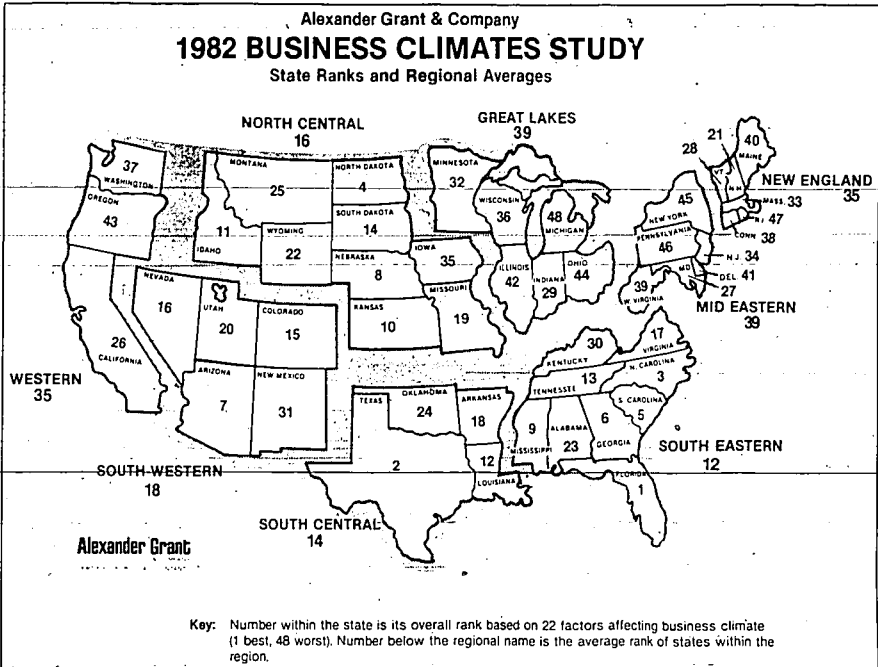 Alexander Grant & Company
1982 BUSINESS CLIMATES STUDY
State Ranks and Regional Averages
NORTH CENTRAL
16
GREAT LAKES
39
NEW ENGLAND
35
MID EASTERN
39
WESTERN
35
SOUTH-WESTERN
18
SOUTH CENTRAL
14
SOUTH EASTERN
12
37
WASHINGTON
OREGON
43
26
CALIFORNIA
NEVADA
16
11
IDAHO
MONTANA
25
WYOMING
22
UTAH
20
COLORADO
15
ARIZONA
7
NEW MEXICO
31
NORTH DAKOTA
4
SOUTH DAKOTA
14
NEBRASKA
8
KANSAS
10
IOWA
35
MISSOURI
19
MINNESOTA
32
WISCONSIN
36
48
MICHIGAN
ILLINOIS
42
INDIANA
29
OHIO
44
TEXAS
2
OKLAHOMA
24
ARKANSAS
18
12
LOUISIANA
30
KENTUCKY
TENNESSEE
13
17
VIRGINIA
N. CAROLINA
3
S. CAROLINA
5
9
MISSISSIPPI
ALABAMA
23
6
GEORGIA
FLORIDA
1
40
MAINE
21
N.H.
28
VT.
MASS. 33
R.I. 47
CONN. 38
45
NEW YORK
PENNSYLVANIA
46
N.J. 34
DEL. 41
MD.
27
39
W. VIRGINIA
Alexander Grant
Key: Number within the state is its overall rank based on 22 factors affecting business climate
(1 best, 48 worst). Number below the regional name is the average rank of states within the
region.